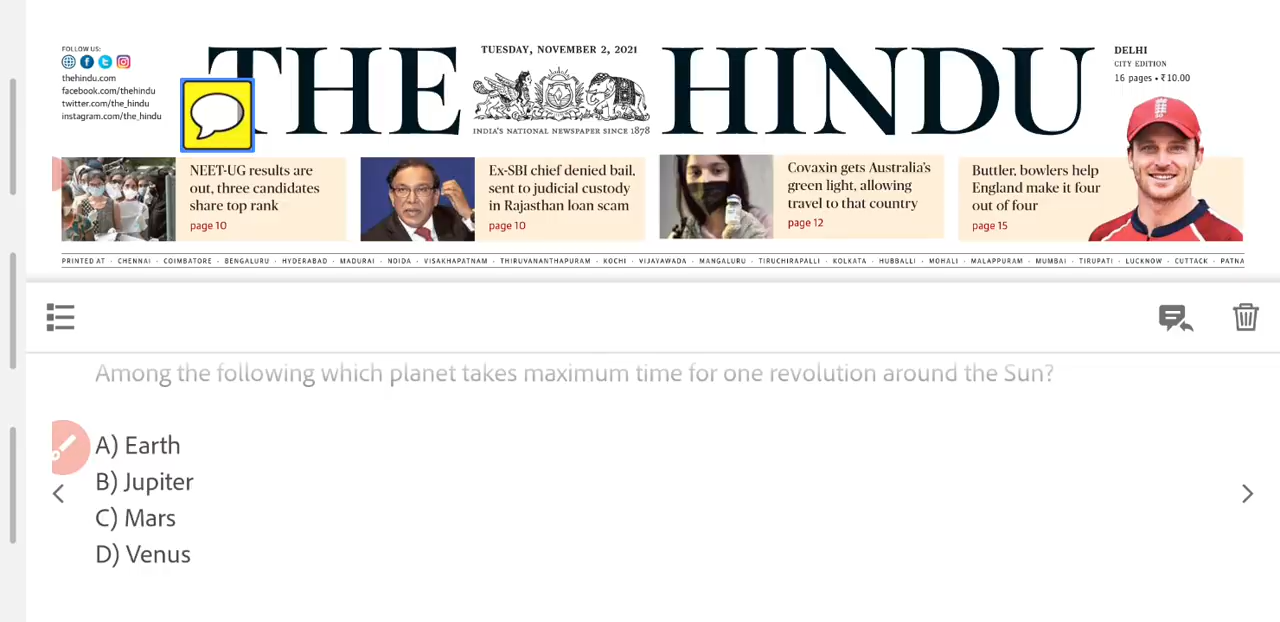 FOLLOW US:
thehindu.com
facebook.com/thehindu
twitter.com/the_hindu
instagram.com/the_hindu
THE HINDU
TUESDAY, NOVEMBER 2, 2021
INDIA'S NATIONAL NEWSPAPER SINCE 1878
DELHI
CITY EDITION
16 pages • ₹10.00
NEET-UG results are
out, three candidates
share top rank
page 10
Ex-SBI chief denied bail,
sent to judicial custody
in Rajasthan loan scam
page 10
Covaxin gets Australia's
green light, allowing
travel to that country
page 12
Buttler, bowlers help
England make it four
out of four
page 15
PRINTED AT · CHENNAI · COIMBATORE · BENGALURU · HYDERABAD · MADURAI · NOIDA · VISAKHAPATNAM · THIRUVANANTHAPURAM · KOCHI · VIJAYAWADA · MANGALURU · TIRUCHIRAPALLI · KOLKATA · HUBBALLI · MOHALI · MALAPPURAM · MUMBAI · TIRUPATI · LUCKNOW · CUTTACK · PATNA
Among the following which planet takes maximum time for one revolution around the Sun?
A) Earth
B) Jupiter
C) Mars
D) Venus